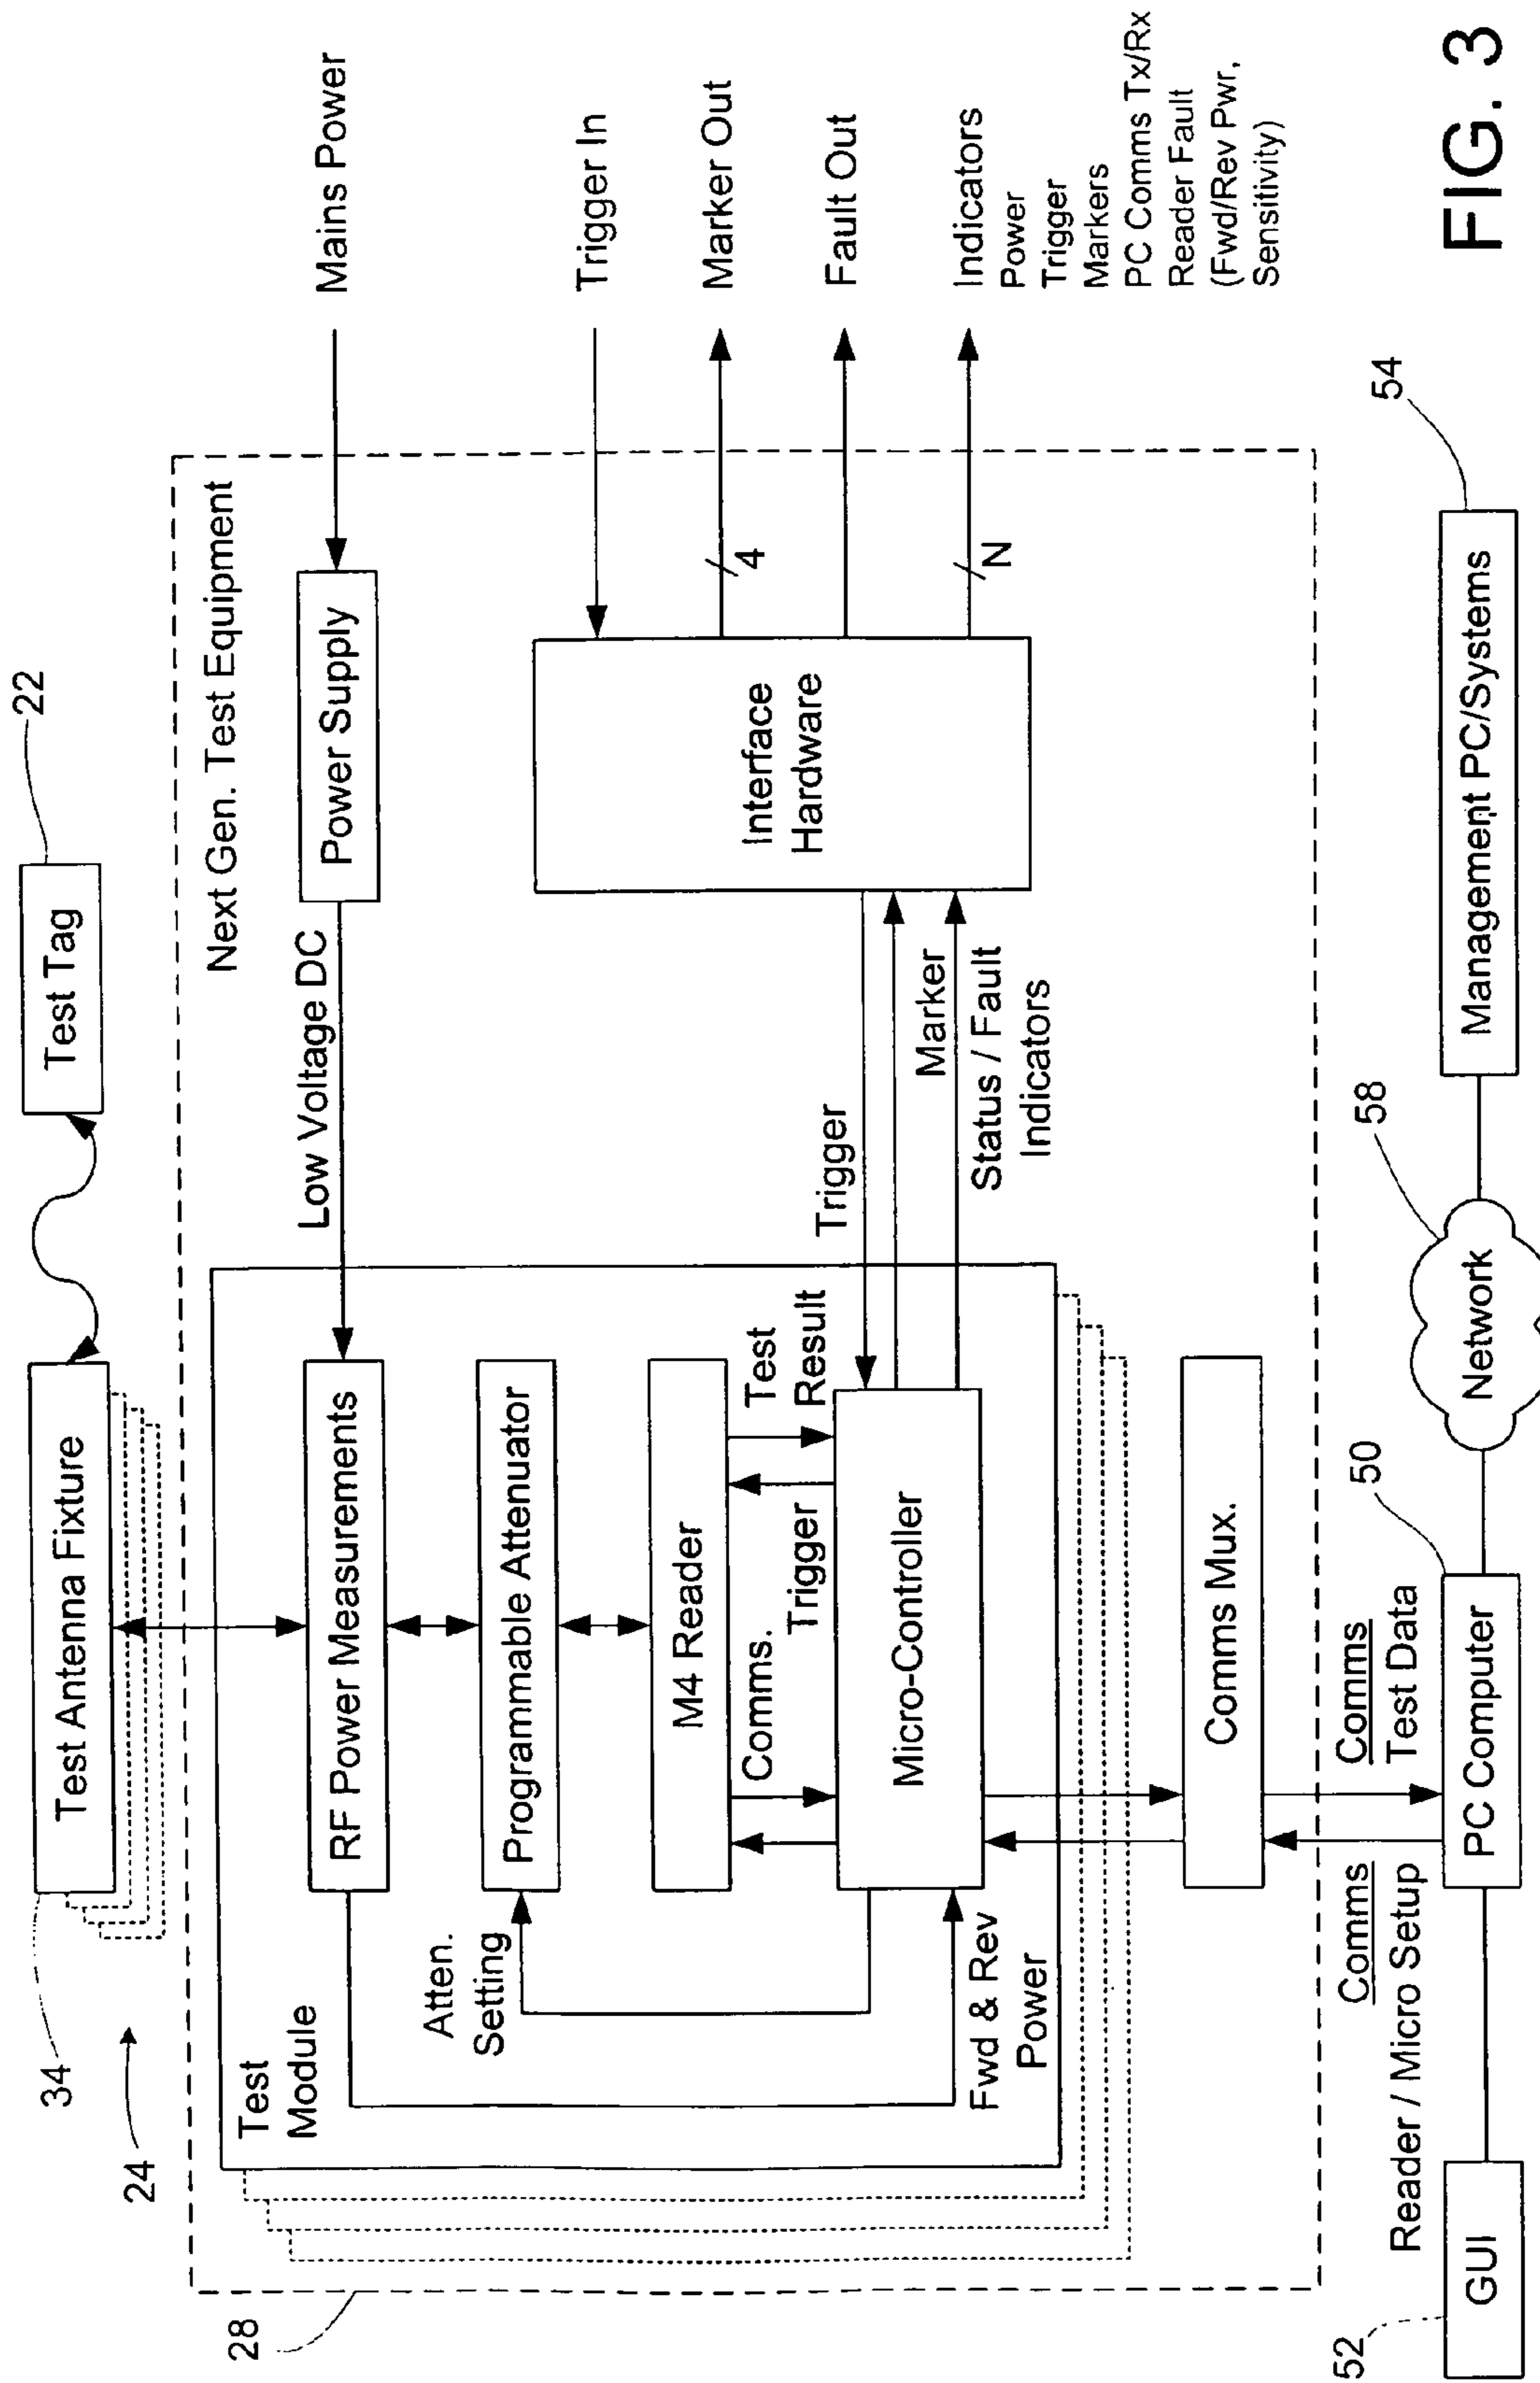 34
Test Antenna Fixture
Test Tag
22
24
28
Next Gen. Test Equipment
Test
Module
RF Power Measurements
Low Voltage DC
Power Supply
Mains Power
Atten.
Setting
Programmable Attenuator
M4 Reader
Comms.
Trigger
Test
Result
Micro-Controller
Fwd & Rev
Power
Trigger
Marker
Status / Fault
Indicators
Interface
Hardware
4
N
Trigger In
Marker Out
Fault Out
Indicators
Power
Trigger
Markers
PC Comms Tx/Rx
Reader Fault
(Fwd/Rev Pwr,
Sensitivity)
Comms Mux.
Comms
Reader / Micro Setup
Comms
Test Data
52
GUI
PC Computer
50
Network
58
Management PC/Systems
54
FIG. 3